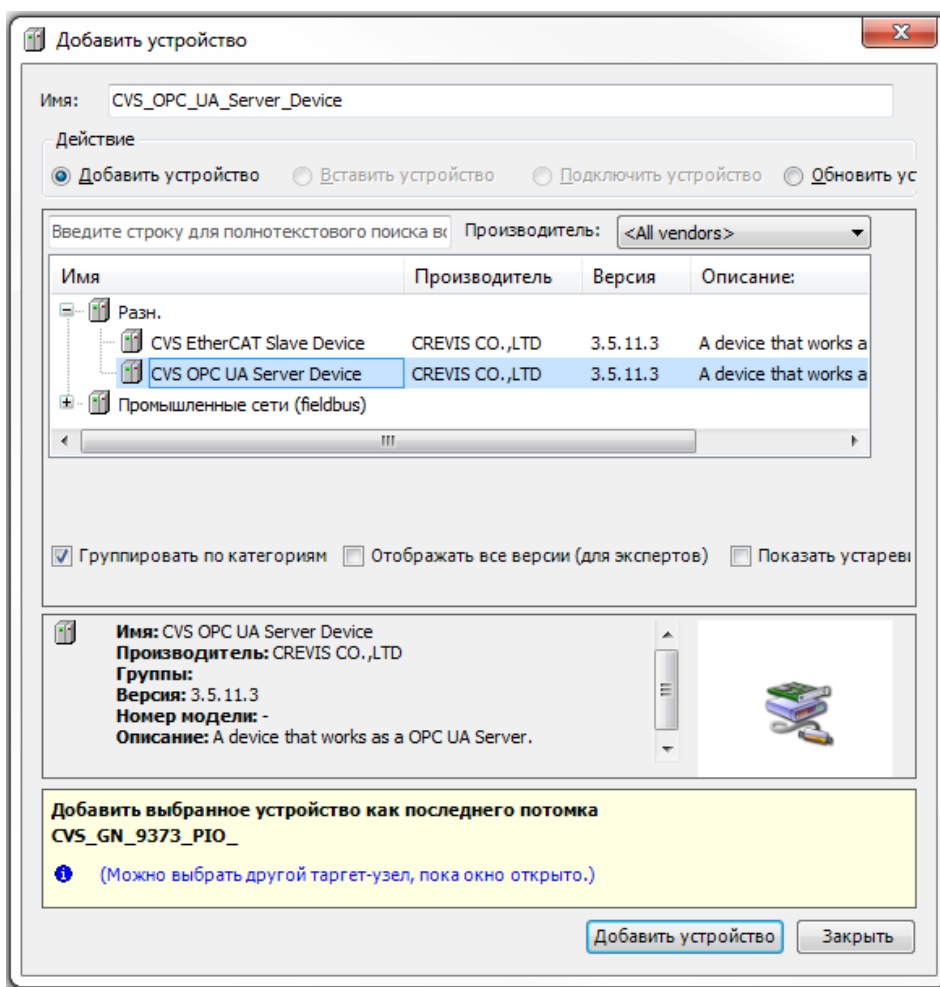 Добавить устройство
Имя: CVS_OPC_UA_Server_Device
Действие
Добавить устройство Вставить устройство Подключить устройство Обновить ус
Введите строку для полнотекстового поиска вс Производитель: <All vendors>
Имя Производитель Версия Описание:
Разн.
CVS EtherCAT Slave Device CREVIS CO.,LTD 3.5.11.3 A device that works a
CVS OPC UA Server Device CREVIS CO.,LTD 3.5.11.3 A device that works a
Промышленные сети (fieldbus)
Группировать по категориям Отображать все версии (для экспертов) Показать устареві
Имя: CVS OPC UA Server Device
Производитель: CREVIS CO.,LTD
Группы:
Версия: 3.5.11.3
Номер модели: -
Описание: A device that works as a OPC UA Server.
Добавить выбранное устройство как последнего потомка
CVS_GN_9373_PIO_
(Можно выбрать другой таргет-узел, пока окно открыто.)
Добавить устройство Закрыть